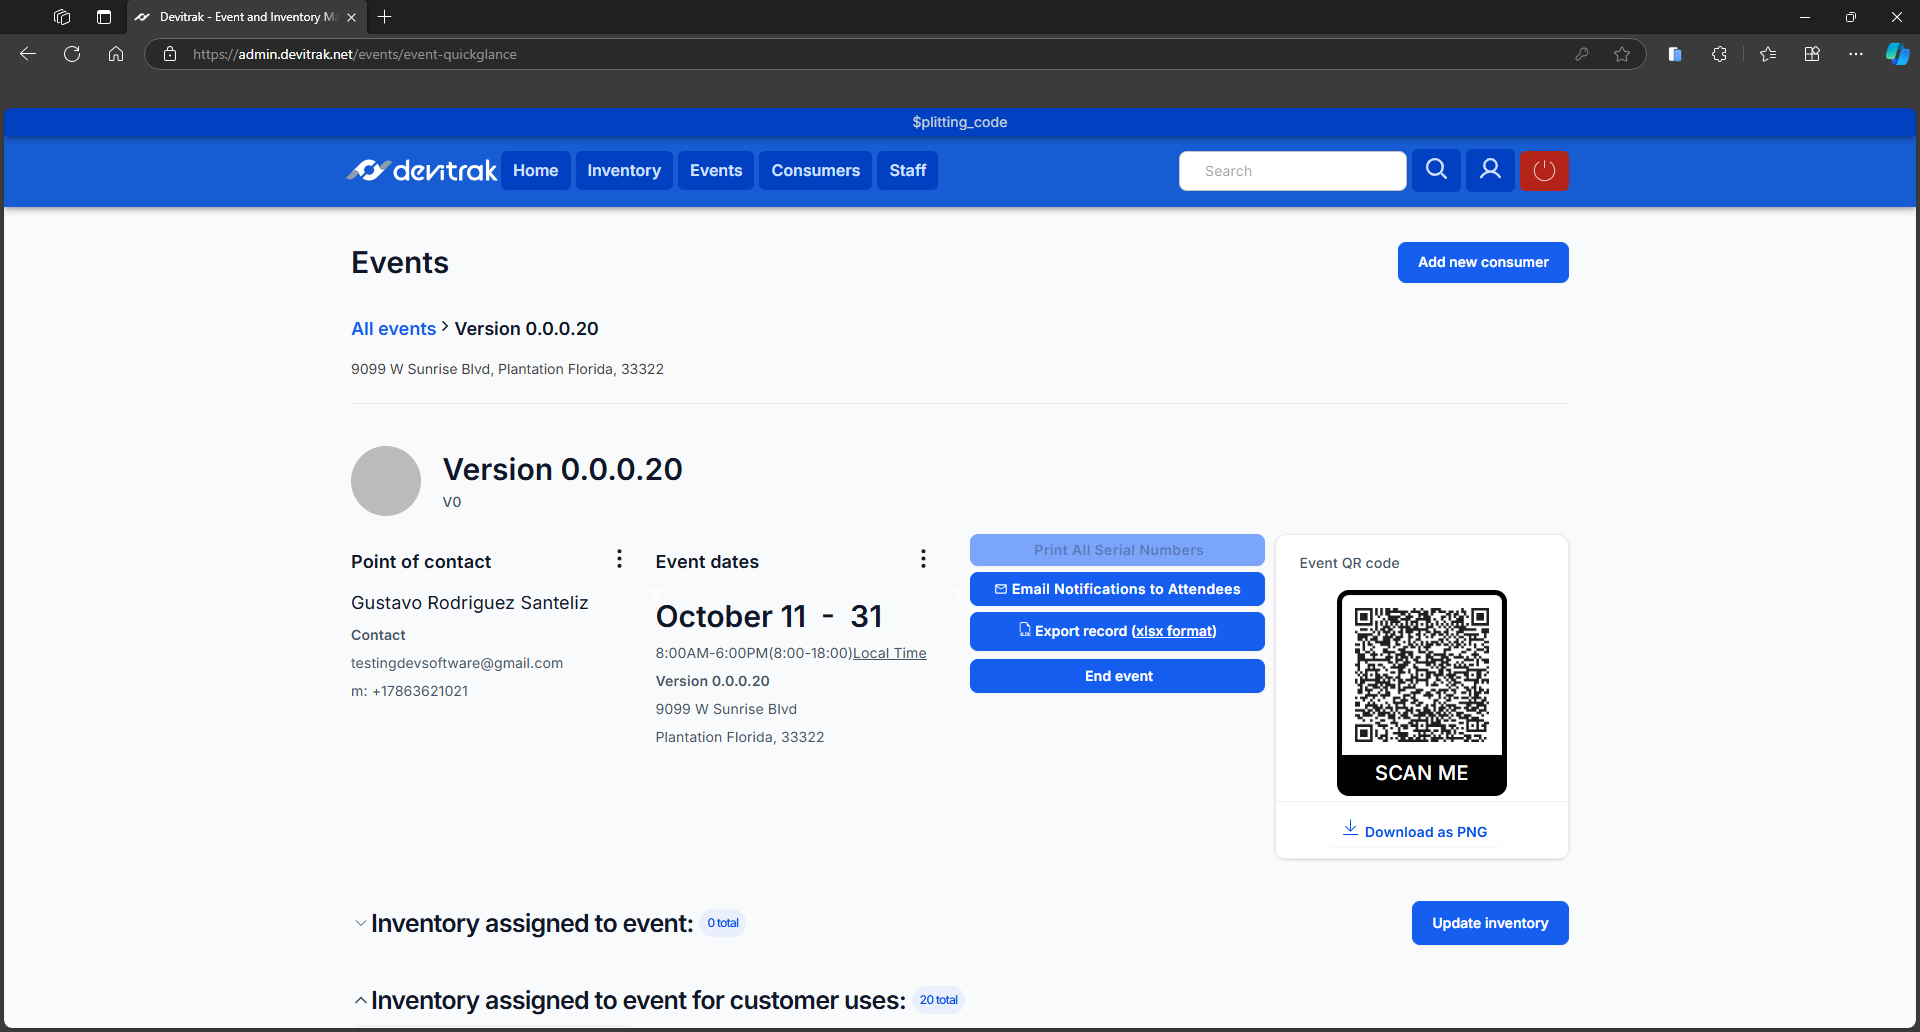 Devitrak - Event and Inventory Ma
https://admin.devitrak.net/events/event-quickglance
$plitting_code
devitrak Home Inventory Events Consumers Staff Search
Events Add new consumer
All events > Version 0.0.0.20
9099 W Sunrise Blvd, Plantation Florida, 33322
Version 0.0.0.20
V0
Point of contact
Gustavo Rodriguez Santeliz
Contact
testingdevsoftware@gmail.com
m: +17863621021
Event dates
October 11 - 31
8:00AM-6:00PM(8:00-18:00)Local Time
Version 0.0.0.20
9099 W Sunrise Blvd
Plantation Florida, 33322
Print All Serial Numbers
Email Notifications to Attendees
Export record (xlsx format)
End event
Event QR code
SCAN ME
Download as PNG
Inventory assigned to event: 0 total Update inventory
Inventory assigned to event for customer uses: 20 total